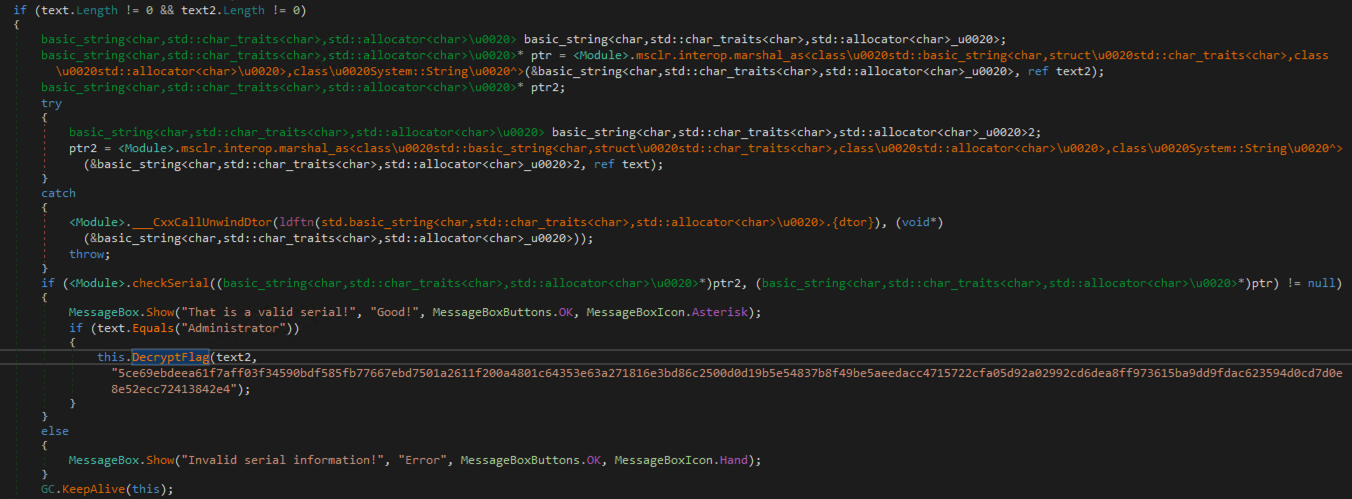 if (text.Length != 0 && text2.Length != 0)
{
basic_string<char,std::char_traits<char>,std::allocator<char>\u0020> basic_string<char,std::char_traits<char>,std::allocator<char>_u0020>;
basic_string<char,std::char_traits<char>,std::allocator<char>\u0020>* ptr = <Module>.msclr.interop.marshal_as<class\u0020std::basic_string<char,struct\u0020std::char_traits<char>,class
\u0020std::allocator<char>\u0020>,class\u0020System::String\u0020^>(&basic_string<char,std::char_traits<char>,std::allocator<char>_u0020>, ref text2);
basic_string<char,std::char_traits<char>,std::allocator<char>\u0020>* ptr2;
try
{
basic_string<char,std::char_traits<char>,std::allocator<char>\u0020> basic_string<char,std::char_traits<char>,std::allocator<char>_u0020>2;
ptr2 = <Module>.msclr.interop.marshal_as<class\u0020std::basic_string<char,struct\u0020std::char_traits<char>,class\u0020std::allocator<char>\u0020>,class\u0020System::String\u0020^>
(&basic_string<char,std::char_traits<char>,std::allocator<char>_u0020>2, ref text);
}
catch
{
<Module>.___CxxCallUnwindDtor(ldftn(std.basic_string<char,std::char_traits<char>,std::allocator<char>\u0020>.{dtor}), (void*)
(&basic_string<char,std::char_traits<char>,std::allocator<char>_u0020>));
throw;
}
if (<Module>.checkSerial((basic_string<char,std::char_traits<char>,std::allocator<char>\u0020>*)ptr2, (basic_string<char,std::char_traits<char>,std::allocator<char>\u0020>*)ptr) != null)
{
MessageBox.Show("That is a valid serial!", "Good!", MessageBoxButtons.OK, MessageBoxIcon.Asterisk);
if (text.Equals("Administrator"))
{
this.DecryptFlag(text2,
"5ce69ebdeea61f7aff03f34590bdf585fb77667ebd7501a2611f200a4801c64353e63a271816e3bd86c2500d0d19b5e54837b8f49be5aeedacc4715722cfa05d92a02992cd6dea8ff973615ba9dd9fdac623594d0cd7d0e
8e52ecc72413842e4");
}
}
else
{
MessageBox.Show("Invalid serial information!", "Error", MessageBoxButtons.OK, MessageBoxIcon.Hand);
}
GC.KeepAlive(this);